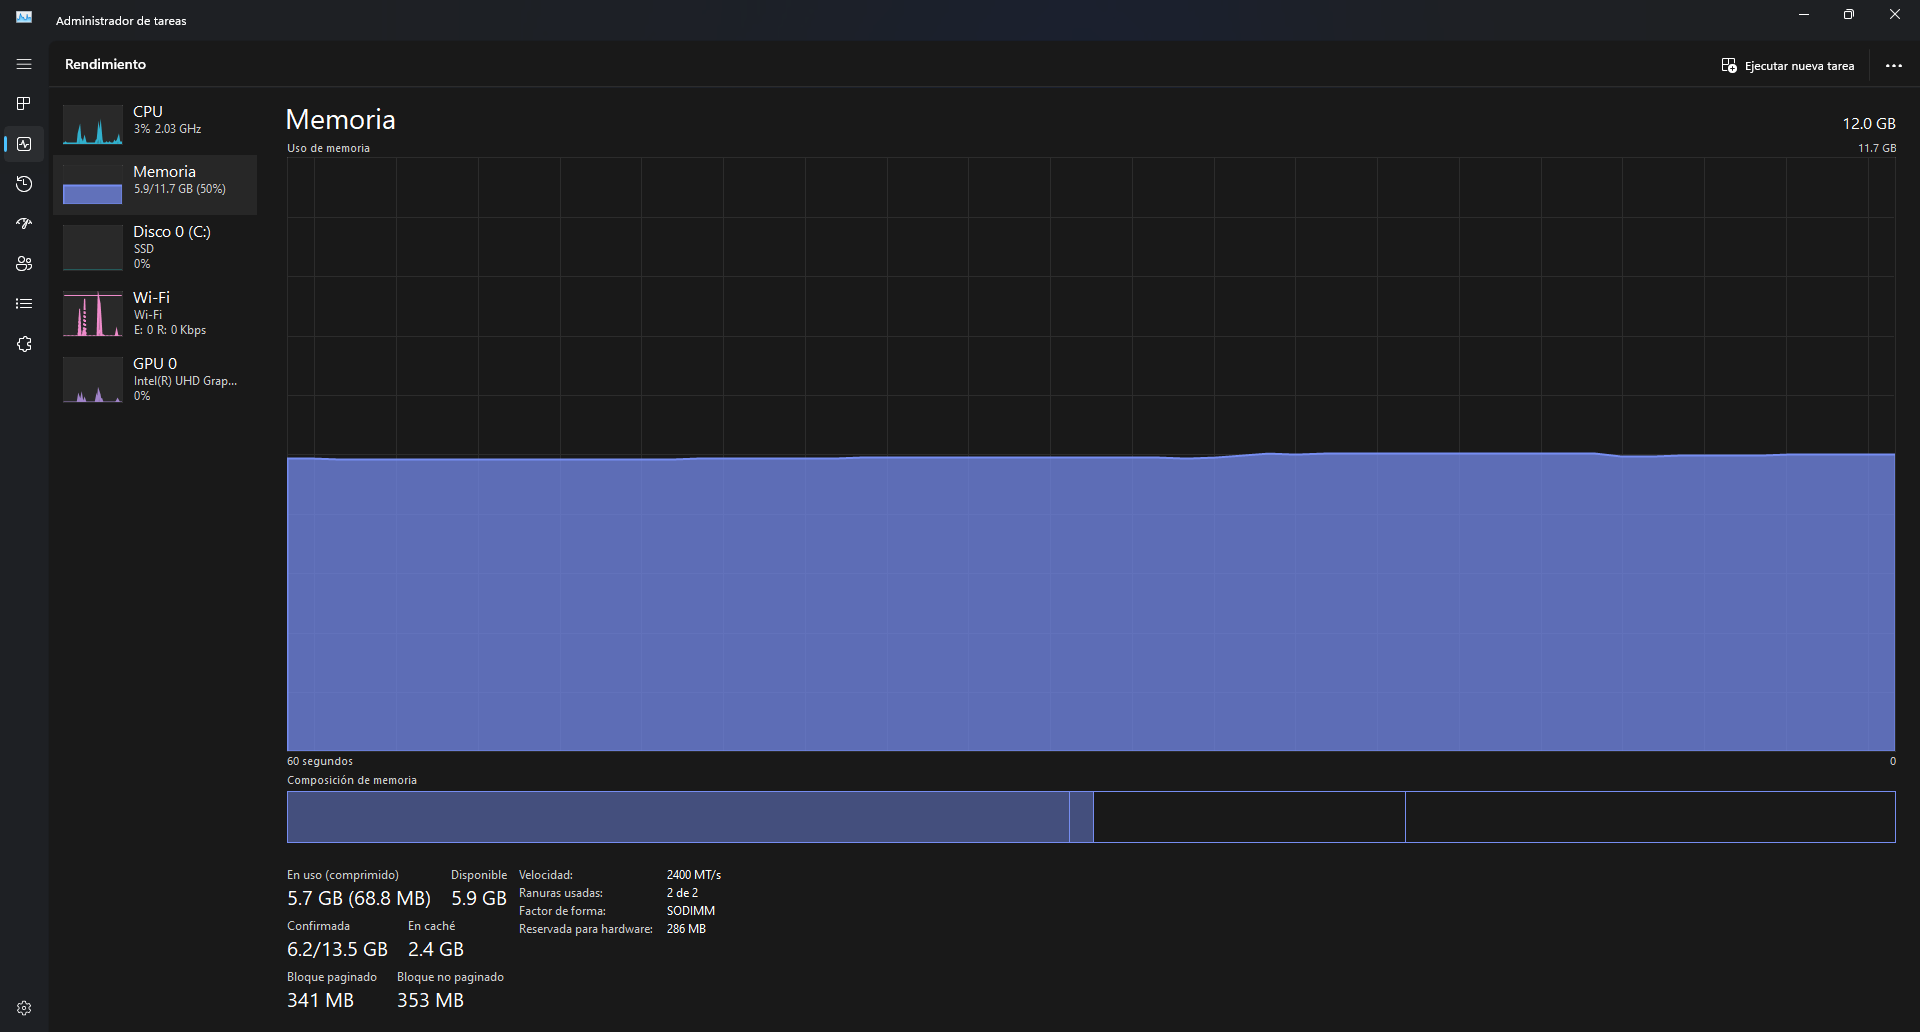 Administrador de tareas
Rendimiento
Ejecutar nueva tarea
CPU
3% 2.03 GHz
Memoria
5.9/11.7 GB (50%)
Disco 0 (C:)
SSD
0%
Wi-Fi
Wi-Fi
E: 0 R: 0 Kbps
GPU 0
Intel(R) UHD Grap...
0%
Memoria
12.0 GB
Uso de memoria
11.7 GB
60 segundos
0
Composición de memoria
En uso (comprimido)
5.7 GB (68.8 MB)
Disponible
5.9 GB
Confirmada
6.2/13.5 GB
En caché
2.4 GB
Bloque paginado
341 MB
Bloque no paginado
353 MB
Velocidad: 2400 MT/s
Ranuras usadas: 2 de 2
Factor de forma: SODIMM
Reservada para hardware: 286 MB